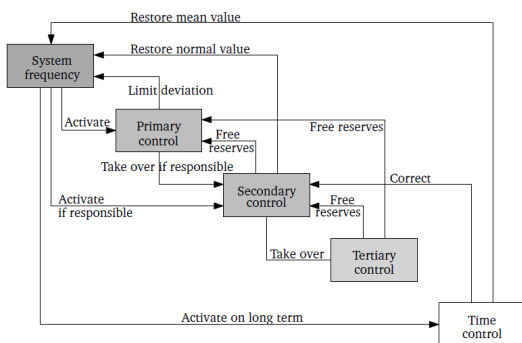 Restore mean value
System
frequency
Restore normal value
Limit deviation
Activate
Primary
control
Free
reserves
Free reserves
Take over if responsible
Correct
Activate
if responsible
Secondary
control
Free
reserves
Take over
Tertiary
control
Activate on long term
Time
control